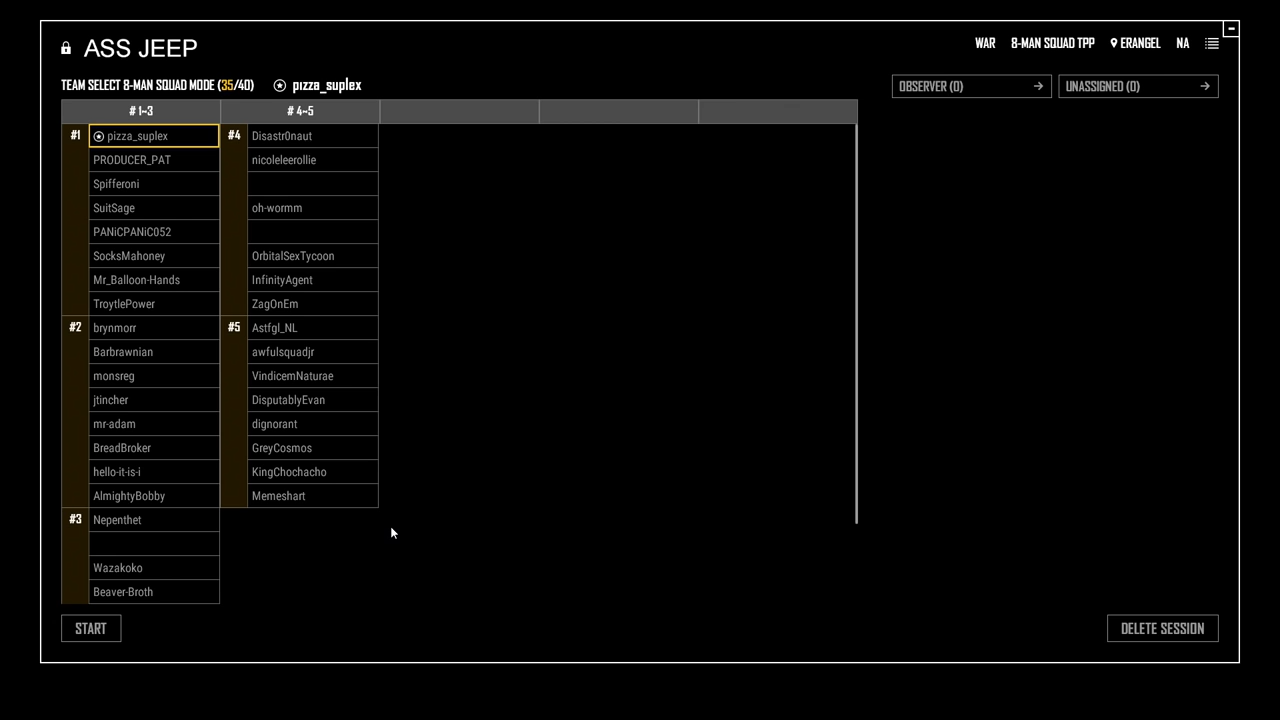 ASS JEEP
WAR 8-MAN SQUAD TPP ERANGEL NA
TEAM SELECT 8-MAN SQUAD MODE (35/40) pizza_suplex
OBSERVER (0)
UNASSIGNED (0)
# 1~3
# 4~5
#1
pizza_suplex
PRODUCER_PAT
Spifferoni
SuitSage
PANiCPANiC052
SocksMahoney
Mr_Balloon-Hands
TroytlePower
#2
brynmorr
Barbrawnian
monsreg
jtincher
mr-adam
BreadBroker
hello-it-is-i
AlmightyBobby
#3
Nepenthet
Wazakoko
Beaver-Broth
#4
Disastr0naut
nicoleleerollie
oh-wormm
OrbitalSexTycoon
InfinityAgent
ZagOnEm
#5
Astfgl_NL
awfulsquadjr
VindicemNaturae
DisputablyEvan
dignorant
GreyCosmos
KingChochacho
Memeshart
START
DELETE SESSION